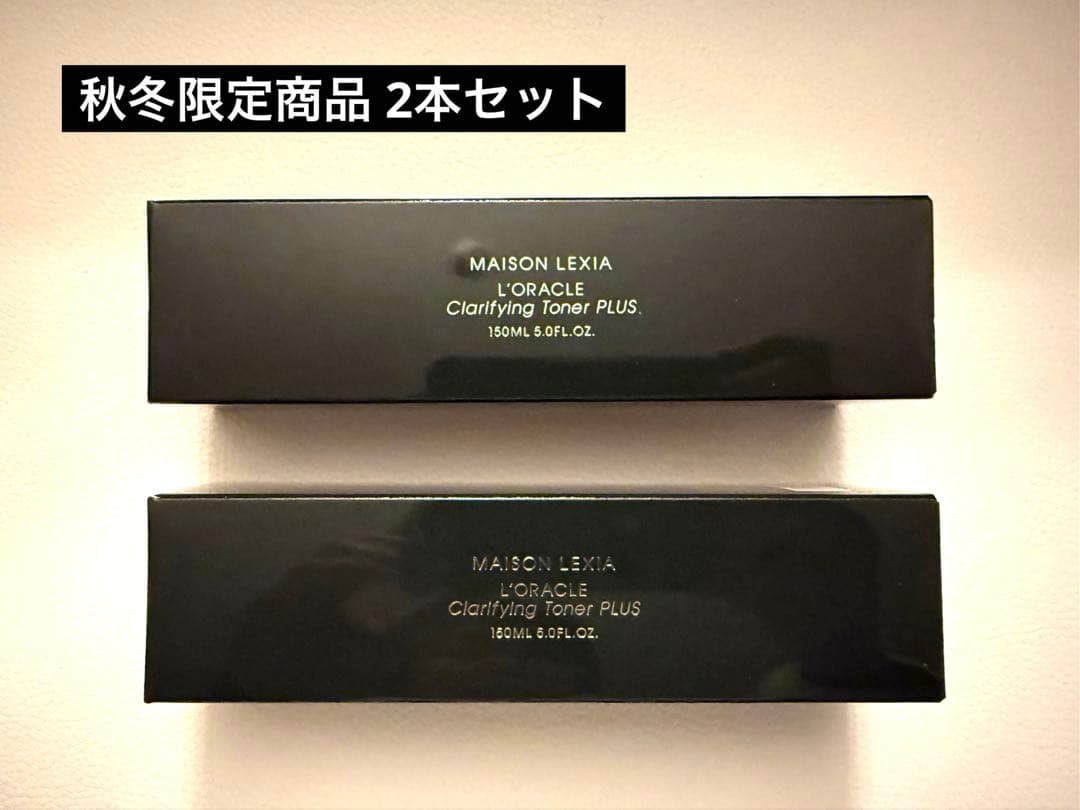 秋冬限定商品 2本セット
MAISON LEXIA
L'ORACLE
Clarifying Toner PLUS
150ML 5.0FL.OZ.
MAISON LEXIA
L'ORACLE
Clarifying Toner PLUS
150ML 5.0FL.OZ.